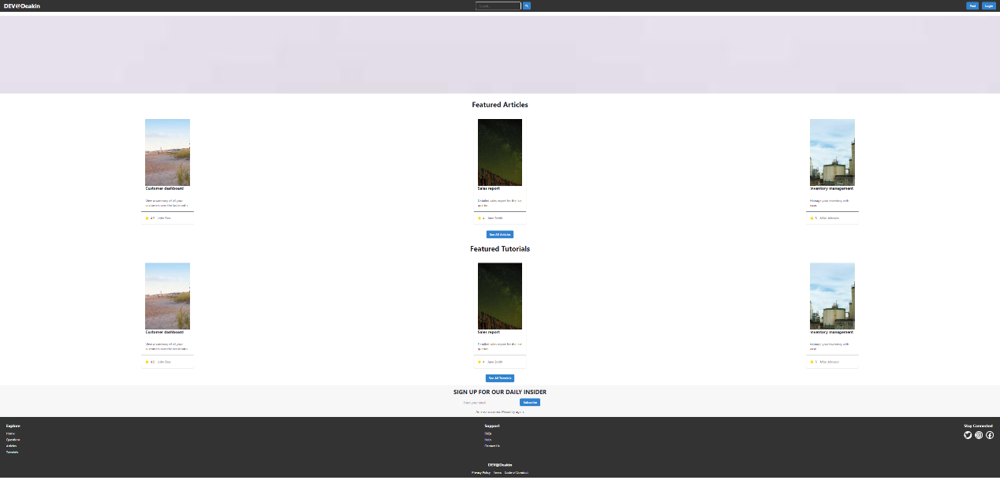 DEV@Deakin
Search...
Post
Login
Featured Articles
Customer dashboard
View a summary of all your
customers over the last month.
4.5 John Doe
Sales report
Detailed sales report for the last
quarter.
4 Jane Smith
Inventory management
Manage your inventory with
ease.
5 Mike Johnson
See All Articles
Featured Tutorials
Customer dashboard
View a summary of all your
customers over the last month.
4.5 John Doe
Sales report
Detailed sales report for the last
quarter.
4 Jane Smith
Inventory management
Manage your inventory with
ease.
5 Mike Johnson
See All Tutorials
SIGN UP FOR OUR DAILY INSIDER
Enter your email
Subscribe
An error occurred. Please try again.
Explore
Home
Questions
Articles
Tutorials
Support
FAQs
Help
Contact Us
Stay Connected
DEV@Deakin
Privacy Policy Terms Code of Conduct